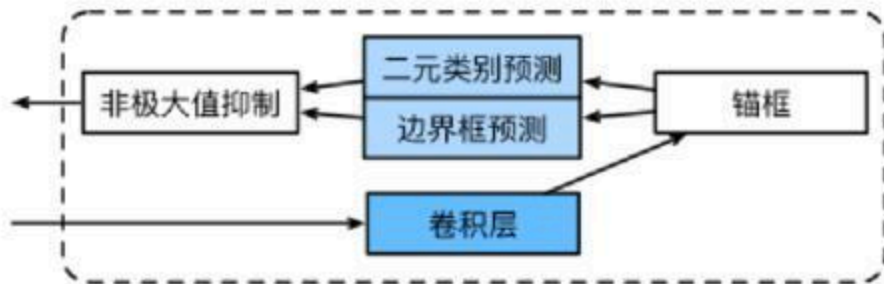 二元类别预测
非极大值抑制
锚框
边界框预测
卷积层